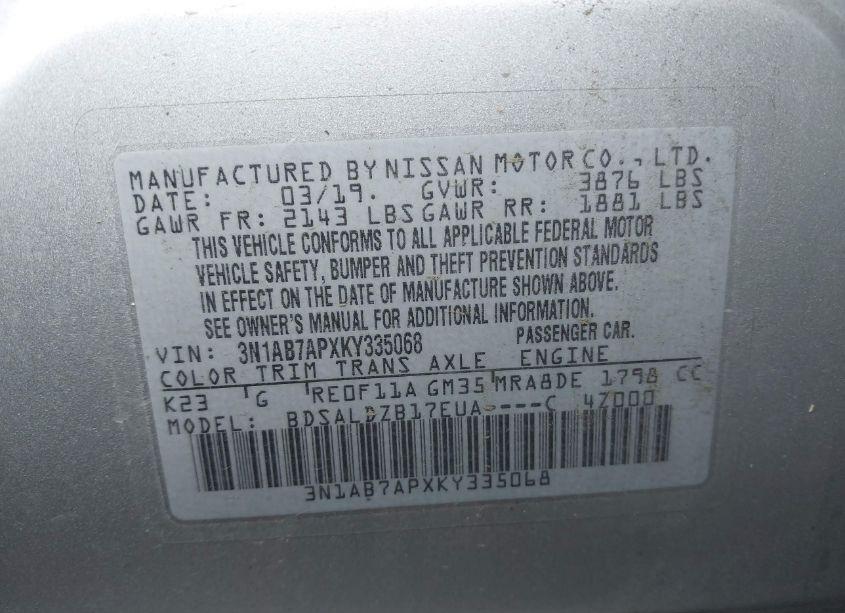 MANUFACTURED BY NISSAN MOTOR CO., LTD.
DATE: 03/19. GVWR: 3876 LBS
GAWR FR: 2143 LBS GAWR RR: 1881 LBS
THIS VEHICLE CONFORMS TO ALL APPLICABLE FEDERAL MOTOR
VEHICLE SAFETY, BUMPER AND THEFT PREVENTION STANDARDS
IN EFFECT ON THE DATE OF MANUFACTURE SHOWN ABOVE.
SEE OWNER'S MANUAL FOR ADDITIONAL INFORMATION.
VIN: 3N1AB7APXKY335068 PASSENGER CAR.
COLOR TRIM TRANS AXLE ENGINE
K23 G RE0F11A GM35 MRA8DE 1798 CC
MODEL: BDSALDZB17EUA----C 4Z000
3N1AB7APXKY335068